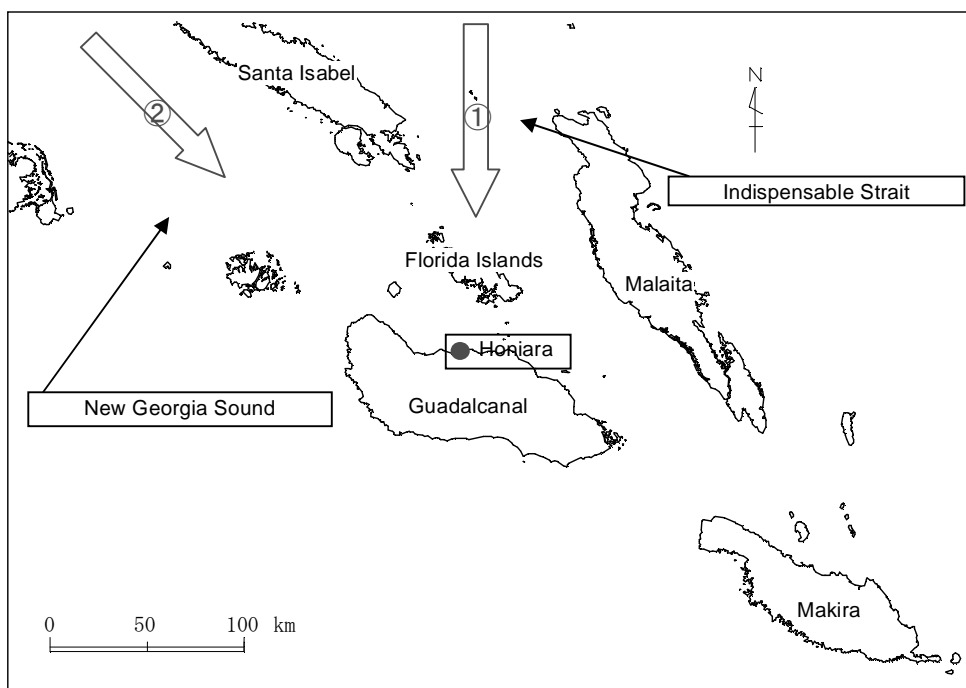 Santa Isabel
②
①
N
Indispensable Strait
Florida Islands
Malaita
Honiara
New Georgia Sound
Guadalcanal
Makira
0 50 100 km